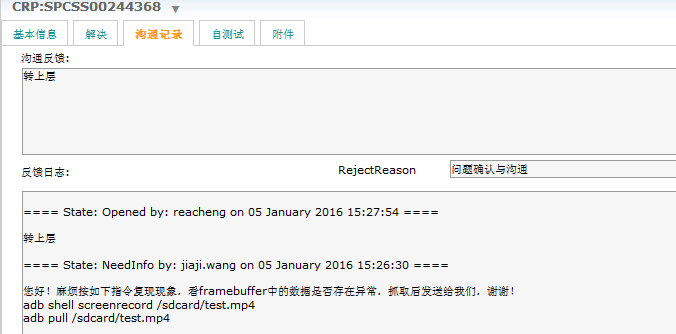 CRP:SPCSS00244368
基本信息 解决 沟通记录 自测试 附件
沟通反馈:
转上层
反馈日志:
RejectReason
问题确认与沟通
==== State: Opened by: reacheng on 05 January 2016 15:27:54 ====
转上层
==== State: NeedInfo by: jiaji.wang on 05 January 2016 15:26:30 ====
您好！麻烦按如下指令复现现象．看framebuffer中的数据是否存在异常．抓取后发送给我们．谢谢！
adb shell screenrecord /sdcard/test.mp4
adb pull /sdcard/test.mp4